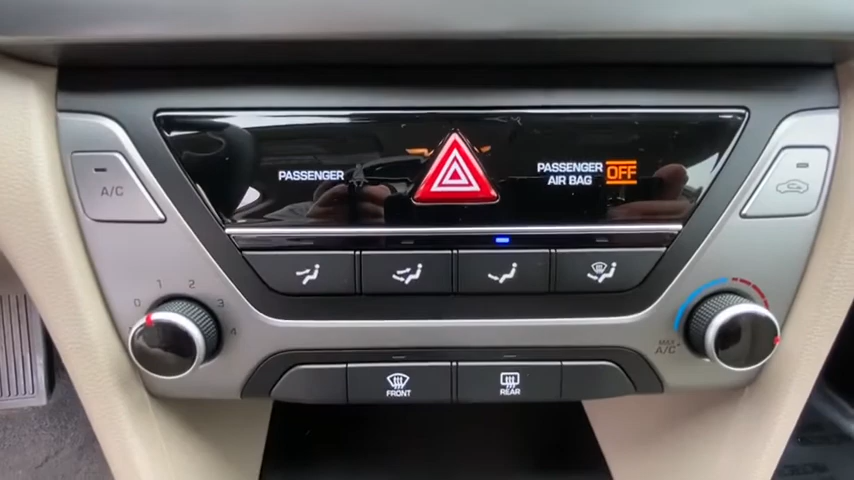 PASSENGER
PASSENGER
AIR BAG
OFF
A/C
0 1 2 3 4
MAX
A/C
FRONT
REAR